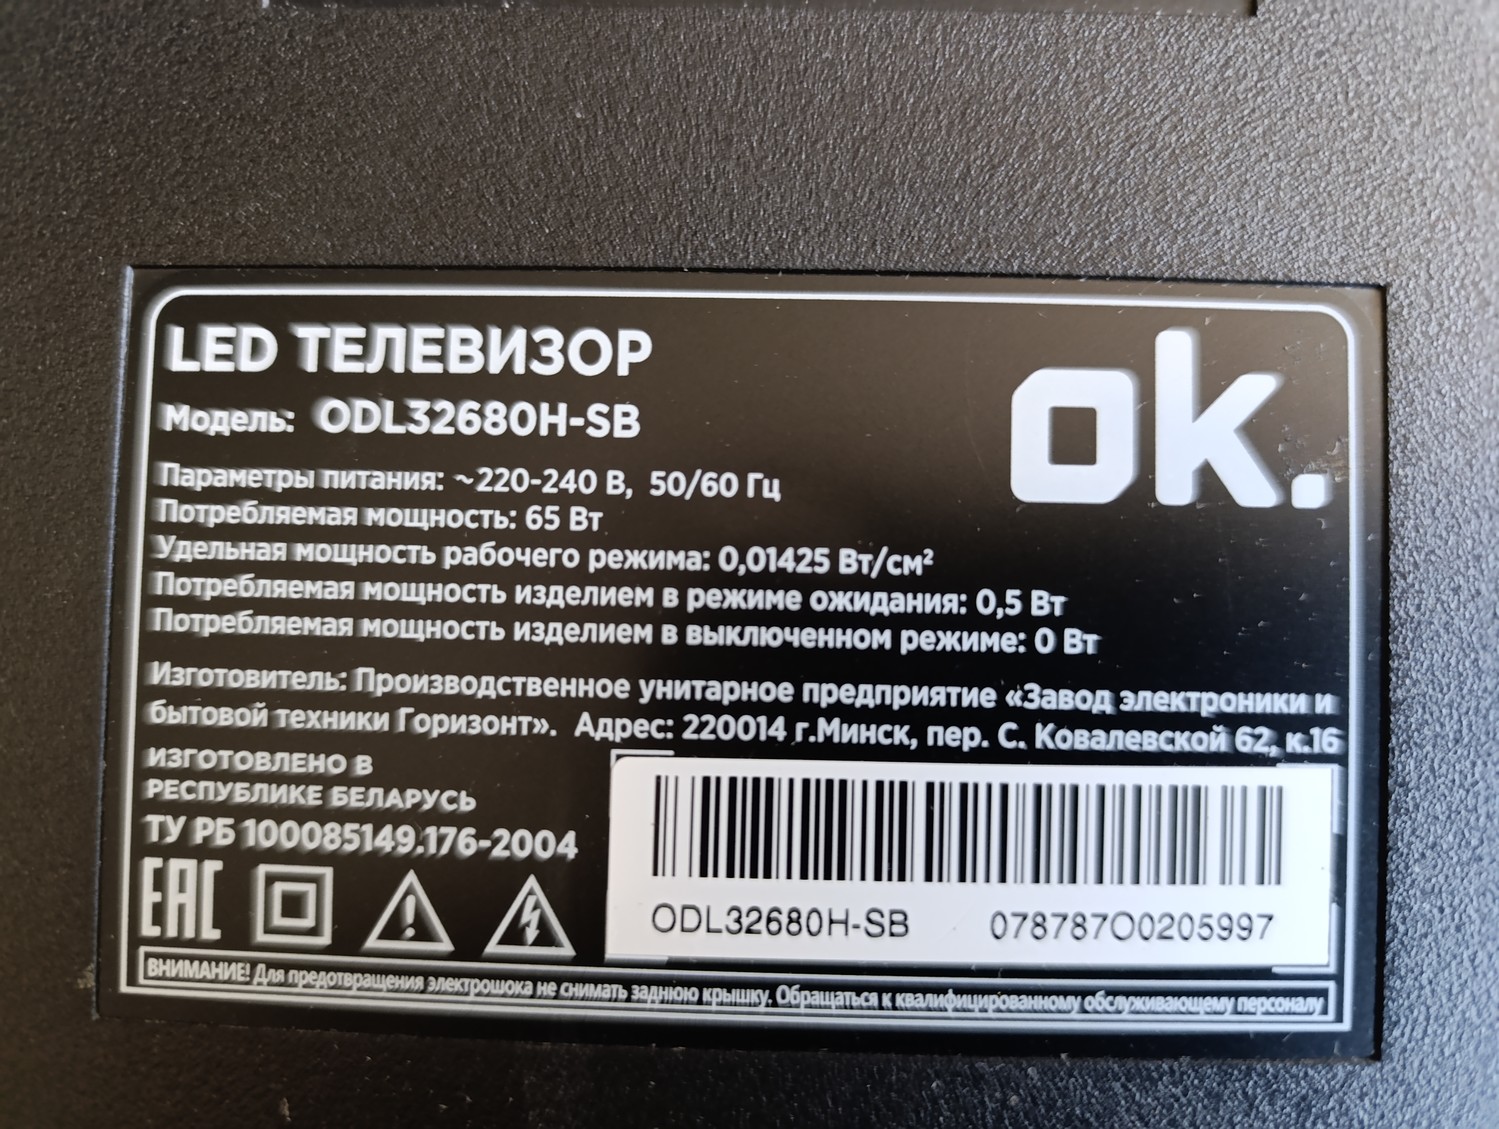 LED ТЕЛЕВИЗОР
ok.
Модель: ODL32680H-SB
Параметры питания: ~220-240 В, 50/60 Гц
Потребляемая мощность: 65 Вт
Удельная мощность рабочего режима: 0,01425 Вт/см²
Потребляемая мощность изделием в режиме ожидания: 0,5 Вт
Потребляемая мощность изделием в выключенном режиме: 0 Вт
Изготовитель: Производственное унитарное предприятие «Завод электроники и
бытовой техники Горизонт». Адрес: 220014 г.Минск, пер. С. Ковалевской 62, к.16
ИЗГОТОВЛЕНО В
РЕСПУБЛИКЕ БЕЛАРУСЬ
ТУ РБ 100085149.176-2004
EAC
ODL32680H-SB 078787O0205997
ВНИМАНИЕ! Для предотвращения электрошока не снимать заднюю крышку. Обращаться к квалифицированному обслуживающему персоналу